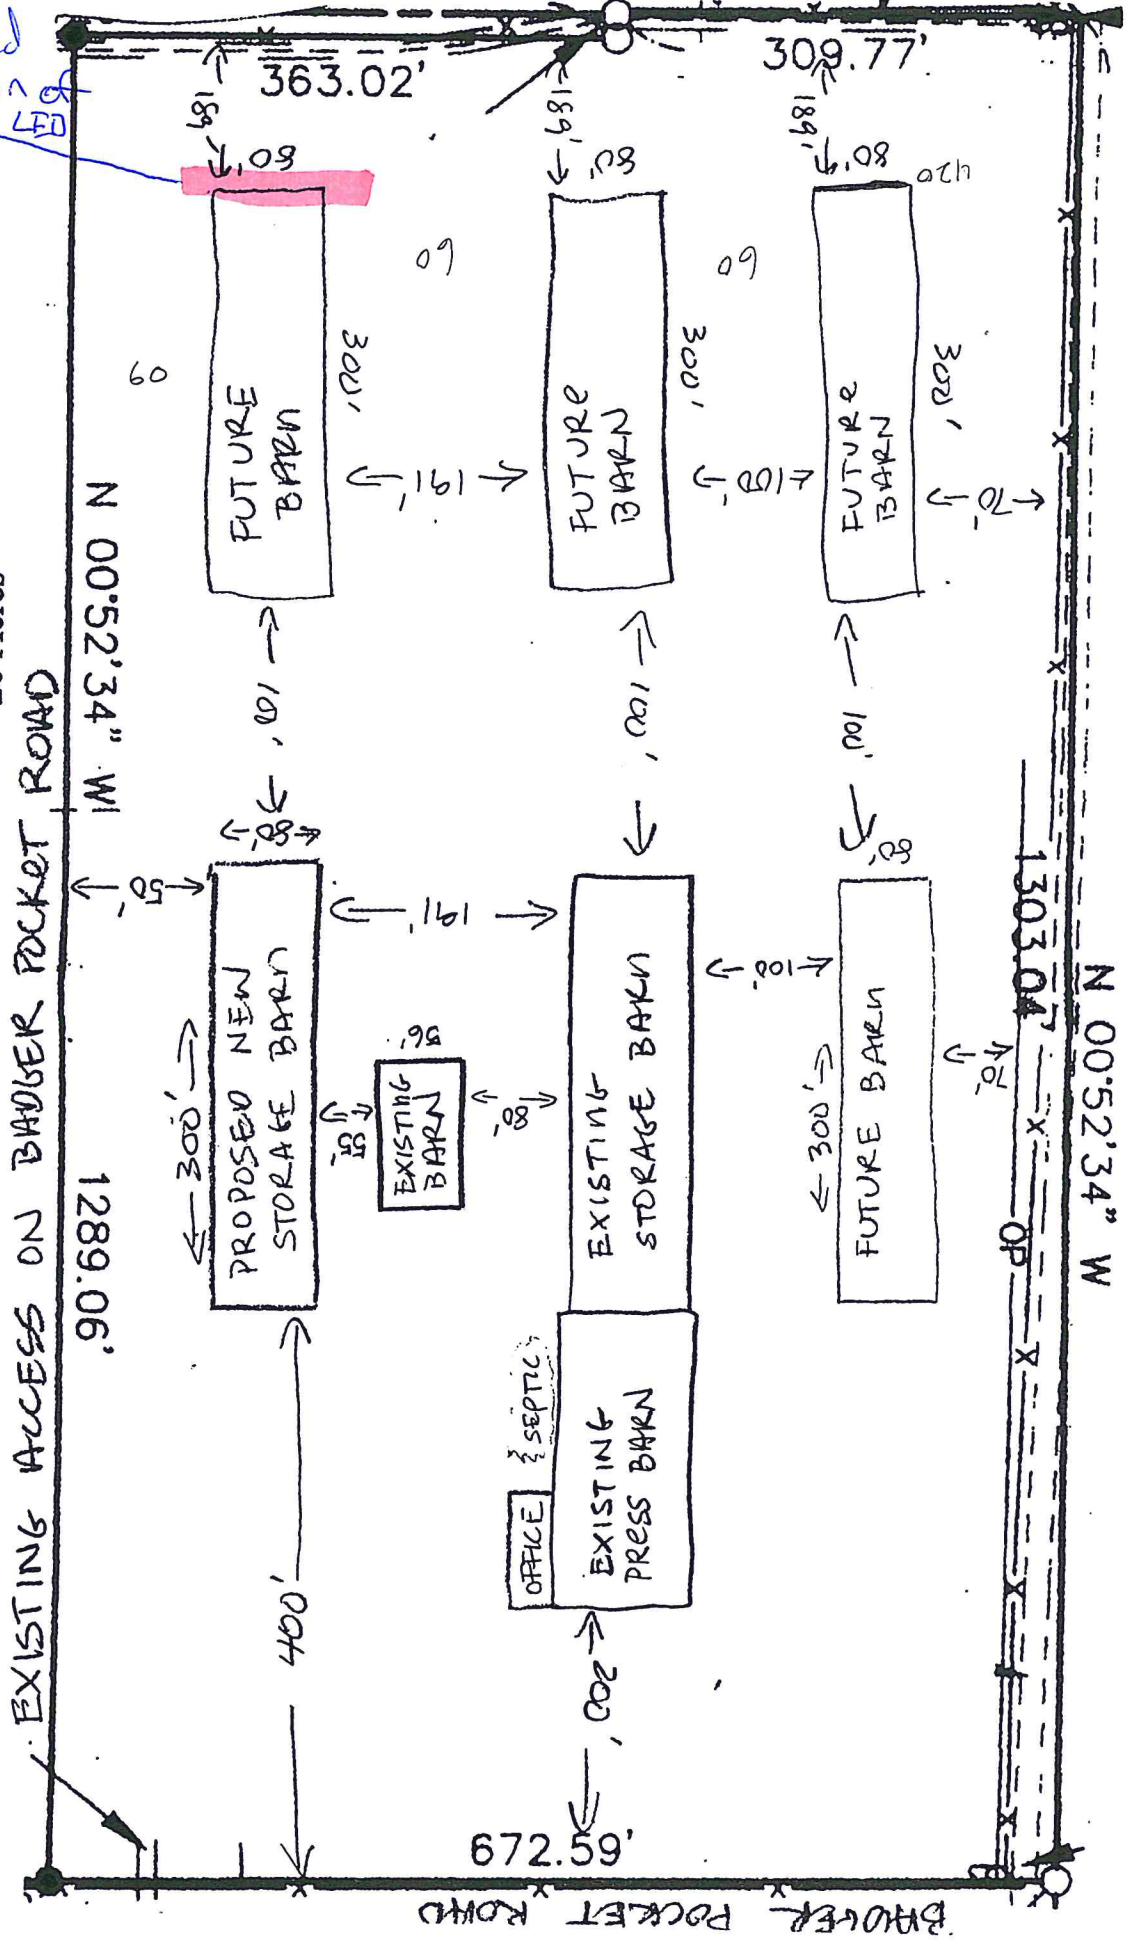 LED
363.02'
309.77'
189'
189'
189'
80'
80'
80'
420
60
60
60
300'
300'
300'
FUTURE
BARN
FUTURE
BARN
FUTURE
BARN
191'
100'
70'
N 00°52'34" W
100'
100'
100'
80'
80'
50'
191'
100'
70'
1303.04'
N 00°52'34" W
PROPOSED NEW
STORAGE BARN
300'
55'
56'
EXISTING
BARN
80'
EXISTING
STORAGE BARN
FUTURE BARN
300'
OP
1289.06'
EXISTING ACCESS ON BADGER POCKET ROAD
SEPTIC
OFFICE
EXISTING
PRESS BARN
400'
200'
672.59'
BADGER POCKET ROAD